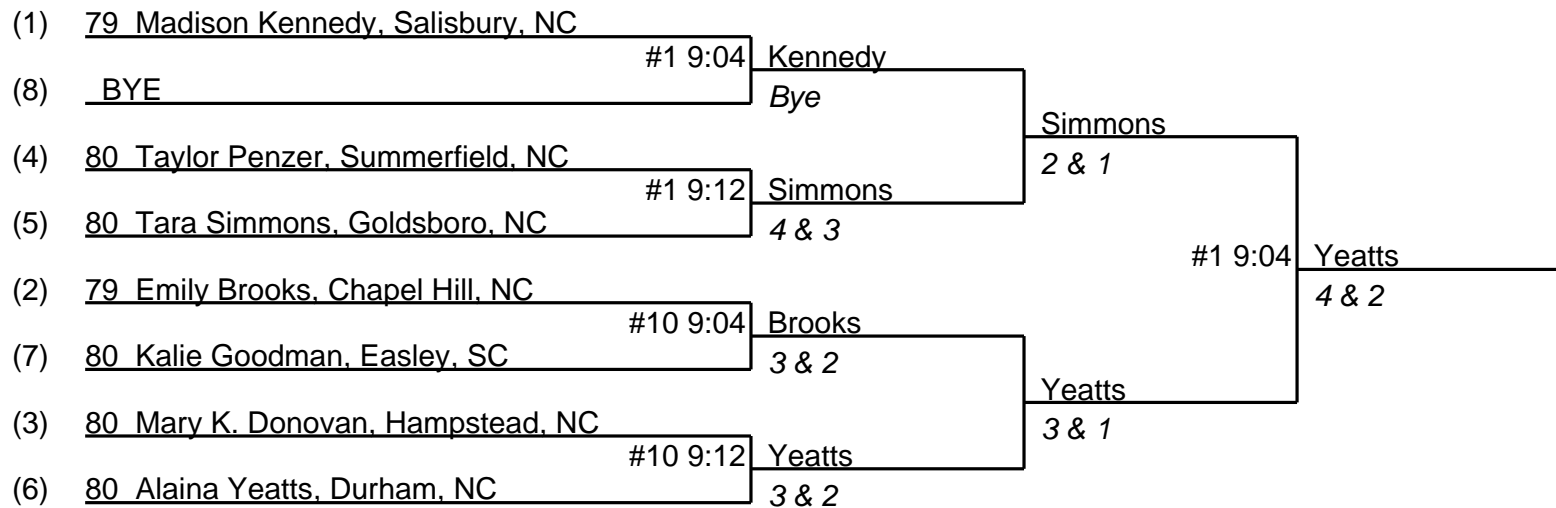 (1) 79 Madison Kennedy, Salisbury, NC
#1 9:04 Kennedy
(8) BYE
Bye
Simmons
(4) 80 Taylor Penzer, Summerfield, NC
2 & 1
#1 9:12 Simmons
(5) 80 Tara Simmons, Goldsboro, NC
4 & 3
#1 9:04 Yeatts
(2) 79 Emily Brooks, Chapel Hill, NC
4 & 2
#10 9:04 Brooks
(7) 80 Kalie Goodman, Easley, SC
3 & 2
Yeatts
(3) 80 Mary K. Donovan, Hampstead, NC
3 & 1
#10 9:12 Yeatts
(6) 80 Alaina Yeatts, Durham, NC
3 & 2